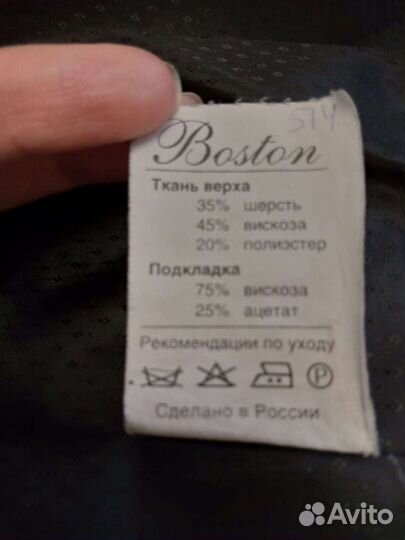 574
Boston
Ткань верха
35% шерсть
45% вискоза
20% полиэстер
Подкладка
75% вискоза
25% ацетат
Рекомендации по уходу
P
Сделано в России
Avito